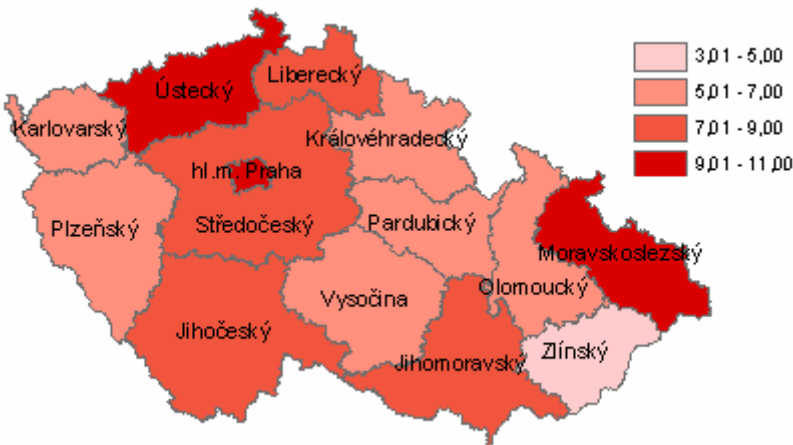 3,01 - 5,00
5,01 - 7,00
7,01 - 9,00
9,01 - 11,00
Ústecký
Liberecký
Karlovarský
Královéhradecký
hl.m. Praha
Plzeňský
Středočeský
Pardubický
Moravskoslezský
Olomoucký
Vysočina
Jihočeský
Jihomoravský
Zlínský